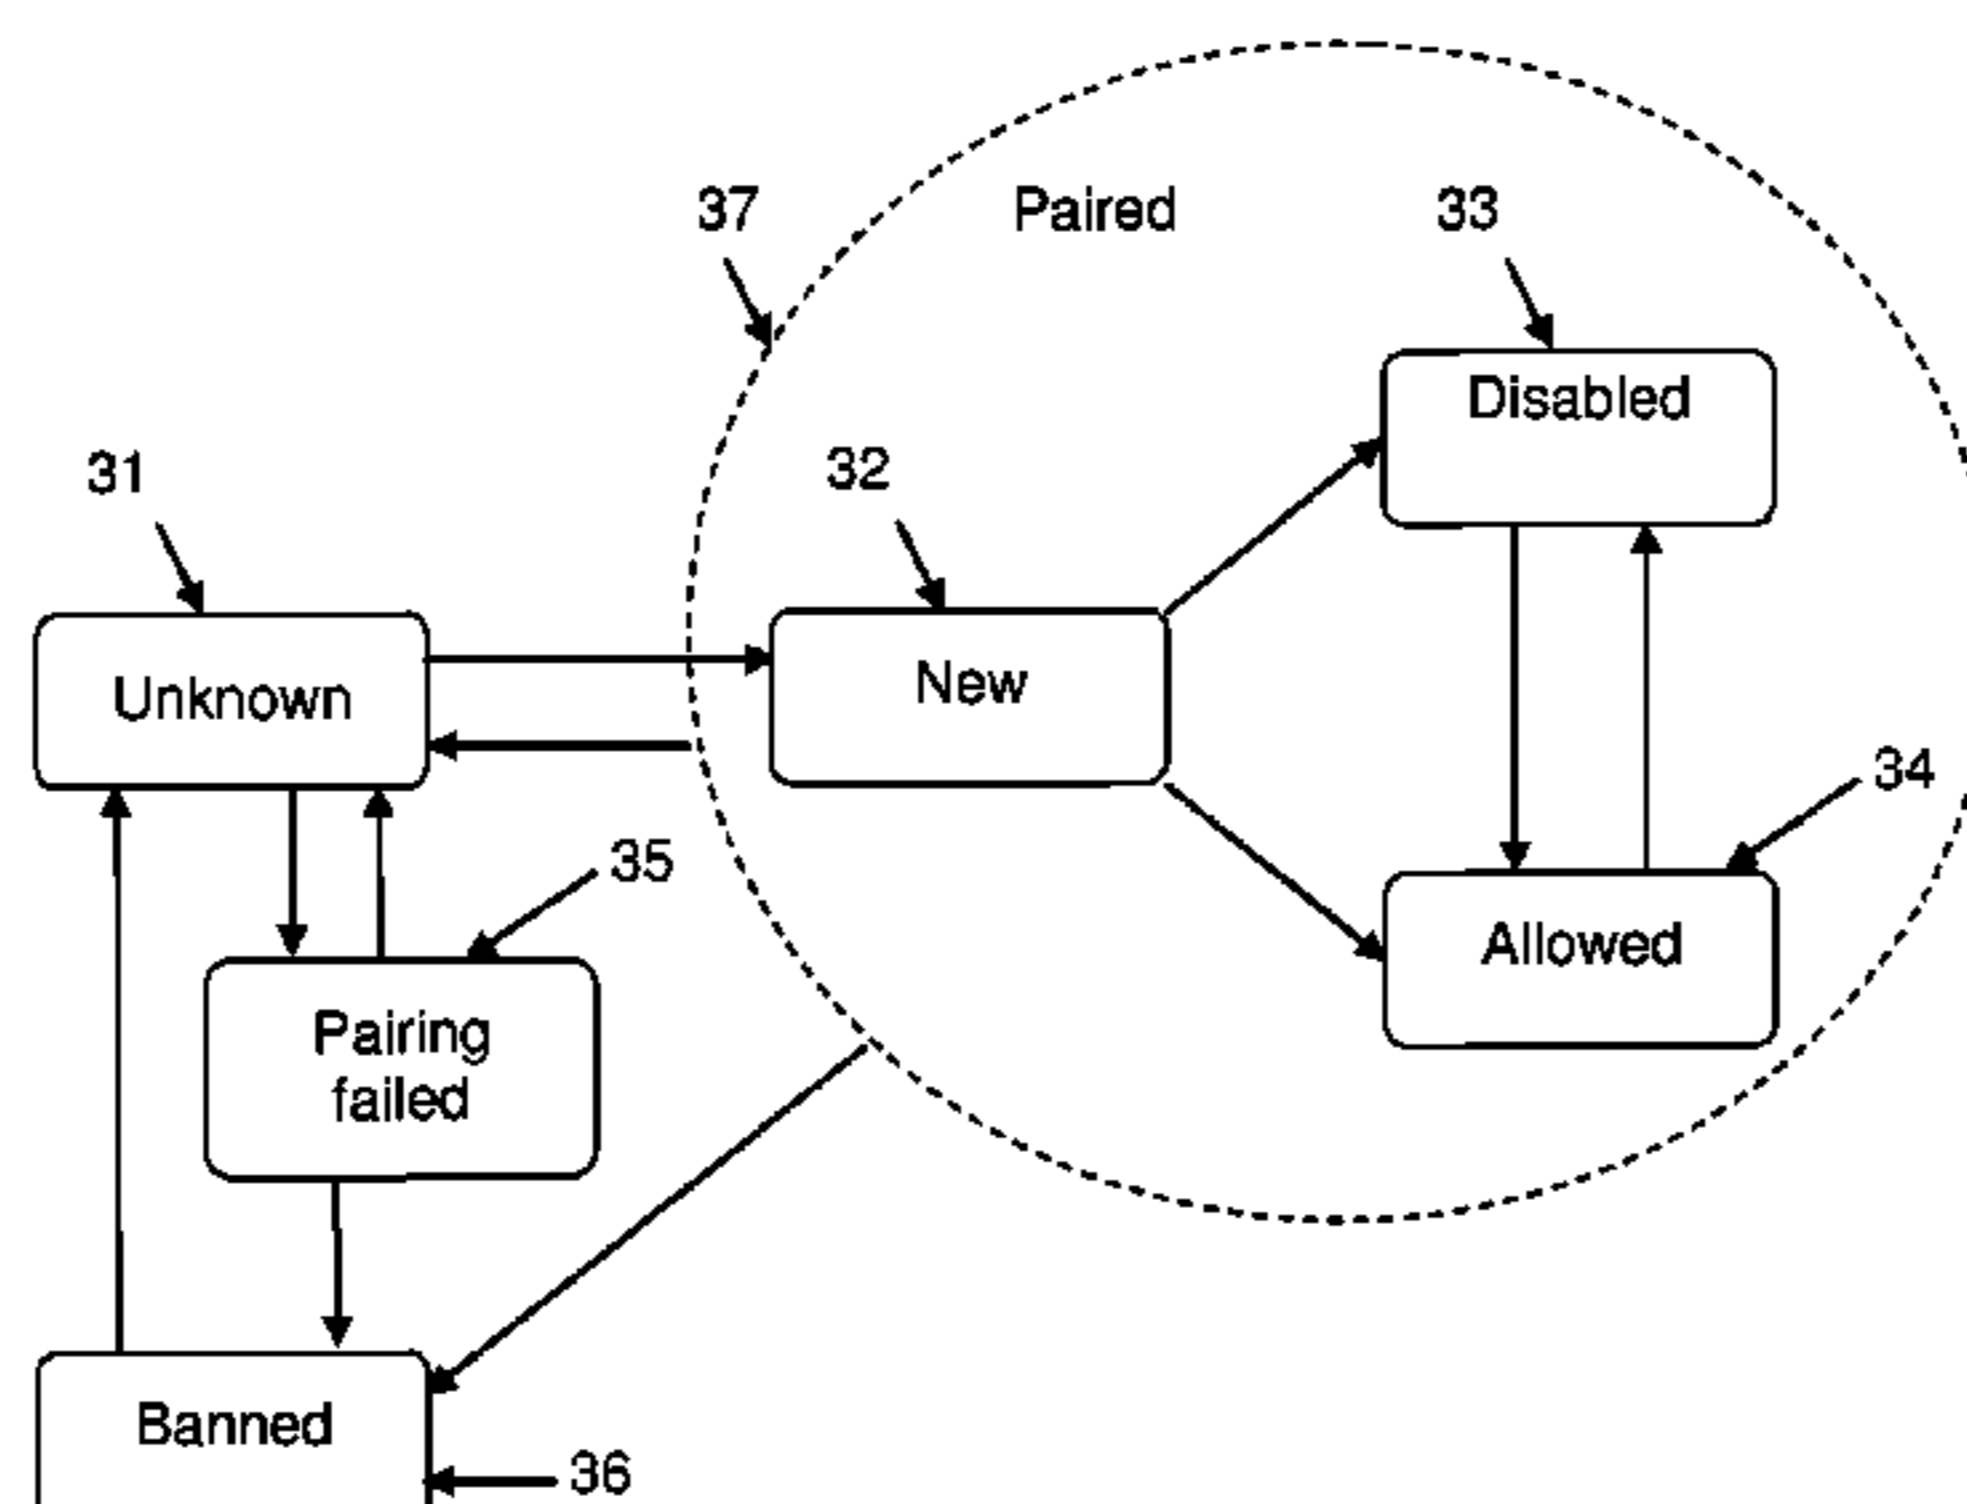 37
Paired
33
Disabled
31
32
Unknown
New
34
35
Allowed
Pairing
failed
Banned
36